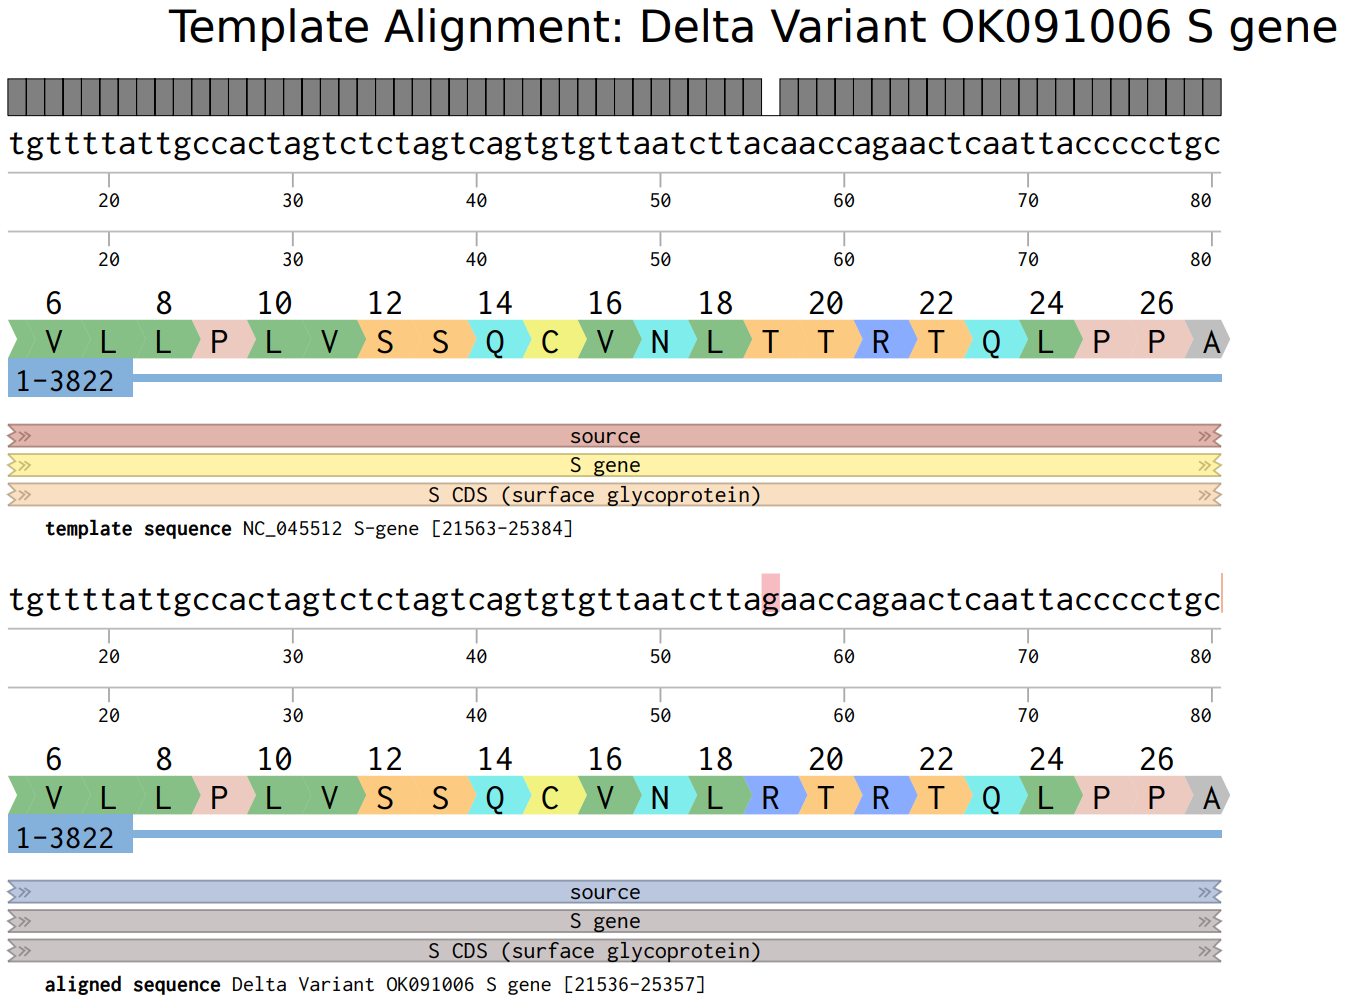 Template Alignment: Delta Variant OK091006 S gene
tgttttattgccactagtctctagtcagtgtgttaatcttacaaccagaactcaattaccccctgc
20 30 40 50 60 70 80
20 30 40 50 60 70 80
6 8 10 12 14 16 18 20 22 24 26
V L L P L V S S Q C V N L T T R T Q L P P A
1-3822
source
S gene
S CDS (surface glycoprotein)
template sequence NC_045512 S-gene [21563-25384]
tgttttattgccactagtctctagtcagtgtgttaatcttagaaccagaactcaattaccccctgc
20 30 40 50 60 70 80
20 30 40 50 60 70 80
6 8 10 12 14 16 18 20 22 24 26
V L L P L V S S Q C V N L R T R T Q L P P A
1-3822
source
S gene
S CDS (surface glycoprotein)
aligned sequence Delta Variant OK091006 S gene [21536-25357]